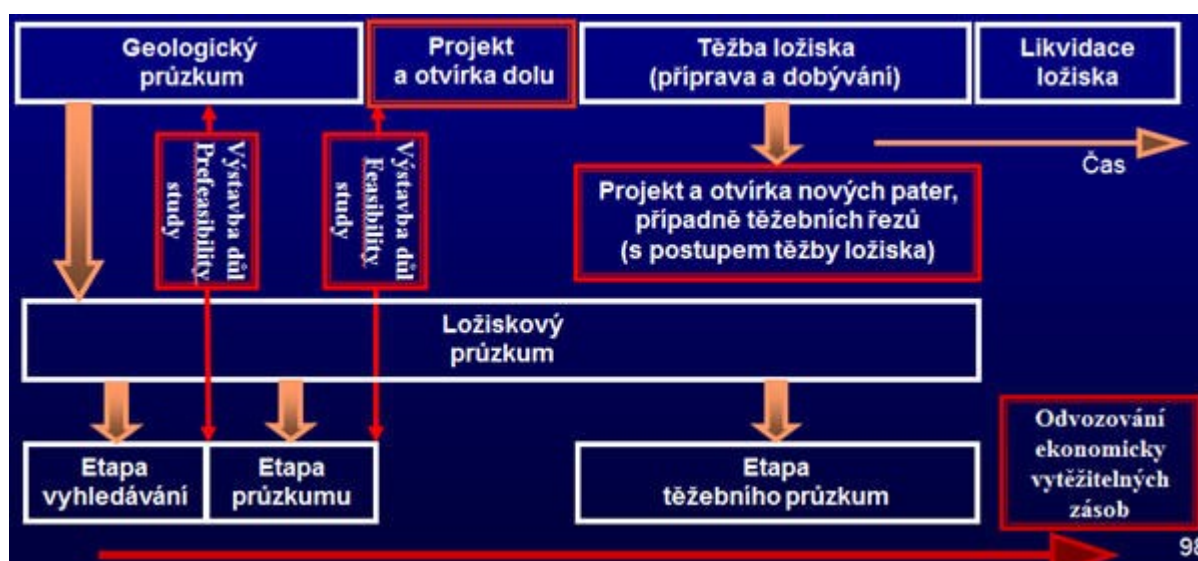 Geologický
průzkum
Projekt
a otvírka dolu
Těžba ložiska
(příprava a dobývání)
Likvidace
ložiska
Výstavba důl
Prefeasibility
study
Výstavba důl
Feasibility
study
Čas
Projekt a otvírka nových pater,
případně těžebních řezů
(s postupem těžby ložiska)
Ložiskový
průzkum
Etapa
vyhledávání
Etapa
průzkumu
Etapa
těžebního průzkum
Odvozování
ekonomicky
vytěžitelných
zásob
98